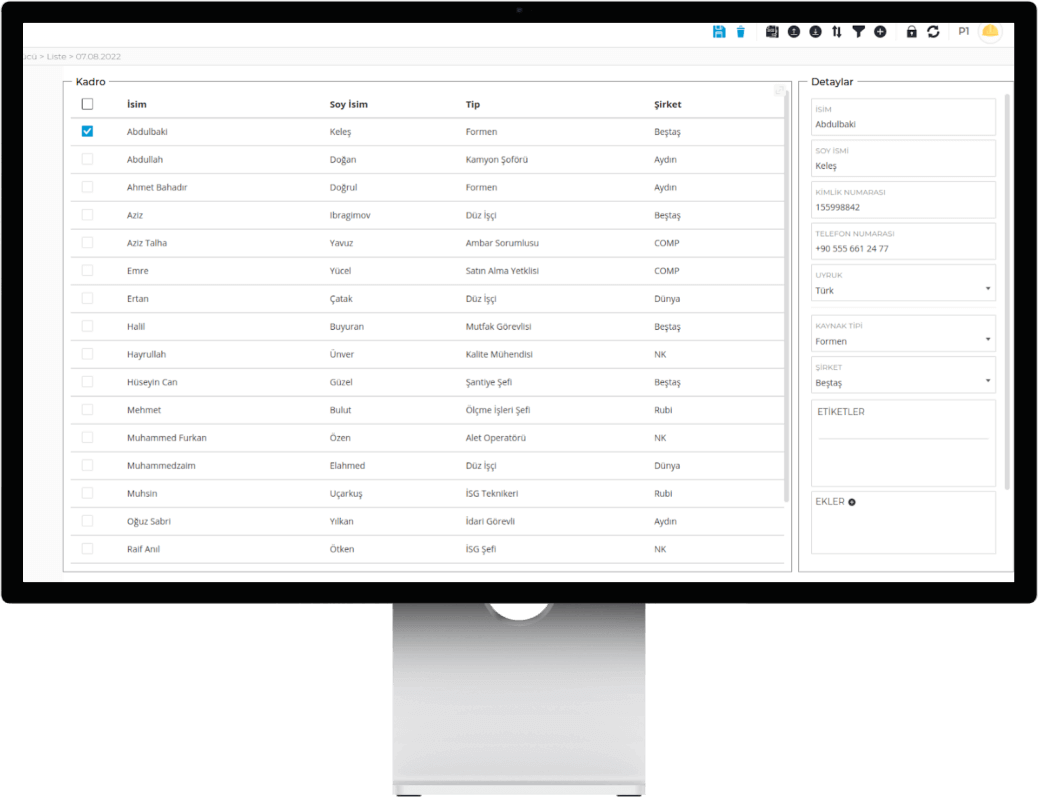 P1
cü > Liste > 07.08.2022
Kadro
İsim Soy İsim Tip Şirket
Abdulbaki Keleş Formen Beştaş
Abdullah Doğan Kamyon Şoförü Aydın
Ahmet Bahadır Doğrul Formen Aydın
Aziz Ibragimov Düz İşçi Beştaş
Aziz Talha Yavuz Ambar Sorumlusu COMP
Emre Yücel Satın Alma Yetklisi COMP
Ertan Çatak Düz İşçi Dünya
Halil Buyuran Mutfak Görevlisi Beştaş
Hayrullah Ünver Kalite Mühendisi NK
Hüseyin Can Güzel Şantiye Şefi Beştaş
Mehmet Bulut Ölçme İşleri Şefi Rubi
Muhammed Furkan Özen Alet Operatörü NK
Muhammedzaim Elahmed Düz İşçi Dünya
Muhsin Uçarkuş İSG Teknikeri Rubi
Oğuz Sabri Yılkan İdari Görevli Aydın
Raif Anıl Ötken İSG Şefi NK
Detaylar
İSİM
Abdulbaki
SOY İSMİ
Keleş
KİMLİK NUMARASI
155998842
TELEFON NUMARASI
+90 555 661 24 77
UYRUK
Türk
KAYNAK TİPİ
Formen
ŞİRKET
Beştaş
ETİKETLER
EKLER